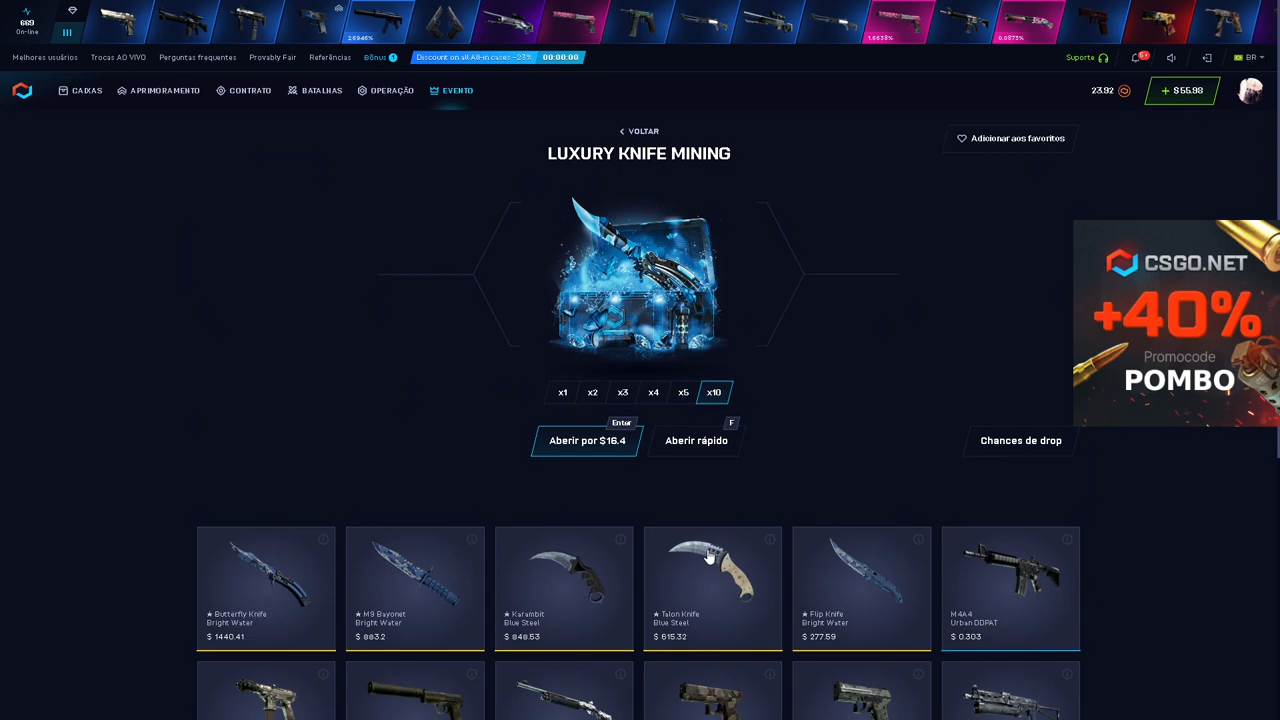 669
On-line
2.6946%
1.6638%
0.0873%
Melhores usuários
Trocas AO VIVO
Perguntas frequentes
Provably Fair
Referências
Bônus
Discount on all All-in cases -23%
00:00:00
Suporte
5+
BR
CAIXAS
APRIMORAMENTO
CONTRATO
BATALHAS
OPERAÇÃO
EVENTO
23.92
+ $ 55.98
VOLTAR
LUXURY KNIFE MINING
Adicionar aos favoritos
CSGO.NET
+40%
Promocode
POMBO
x1
x2
x3
x4
x5
x10
Enter
F
Aberir por $16.4
Aberir rápido
Chances de drop
★ Butterfly Knife
Bright Water
$ 1440.41
★ M9 Bayonet
Bright Water
$ 883.2
★ Karambit
Blue Steel
$ 848.53
★ Talon Knife
Blue Steel
$ 615.32
★ Flip Knife
Bright Water
$ 277.59
M4A4
Urban DDPAT
$ 0.303